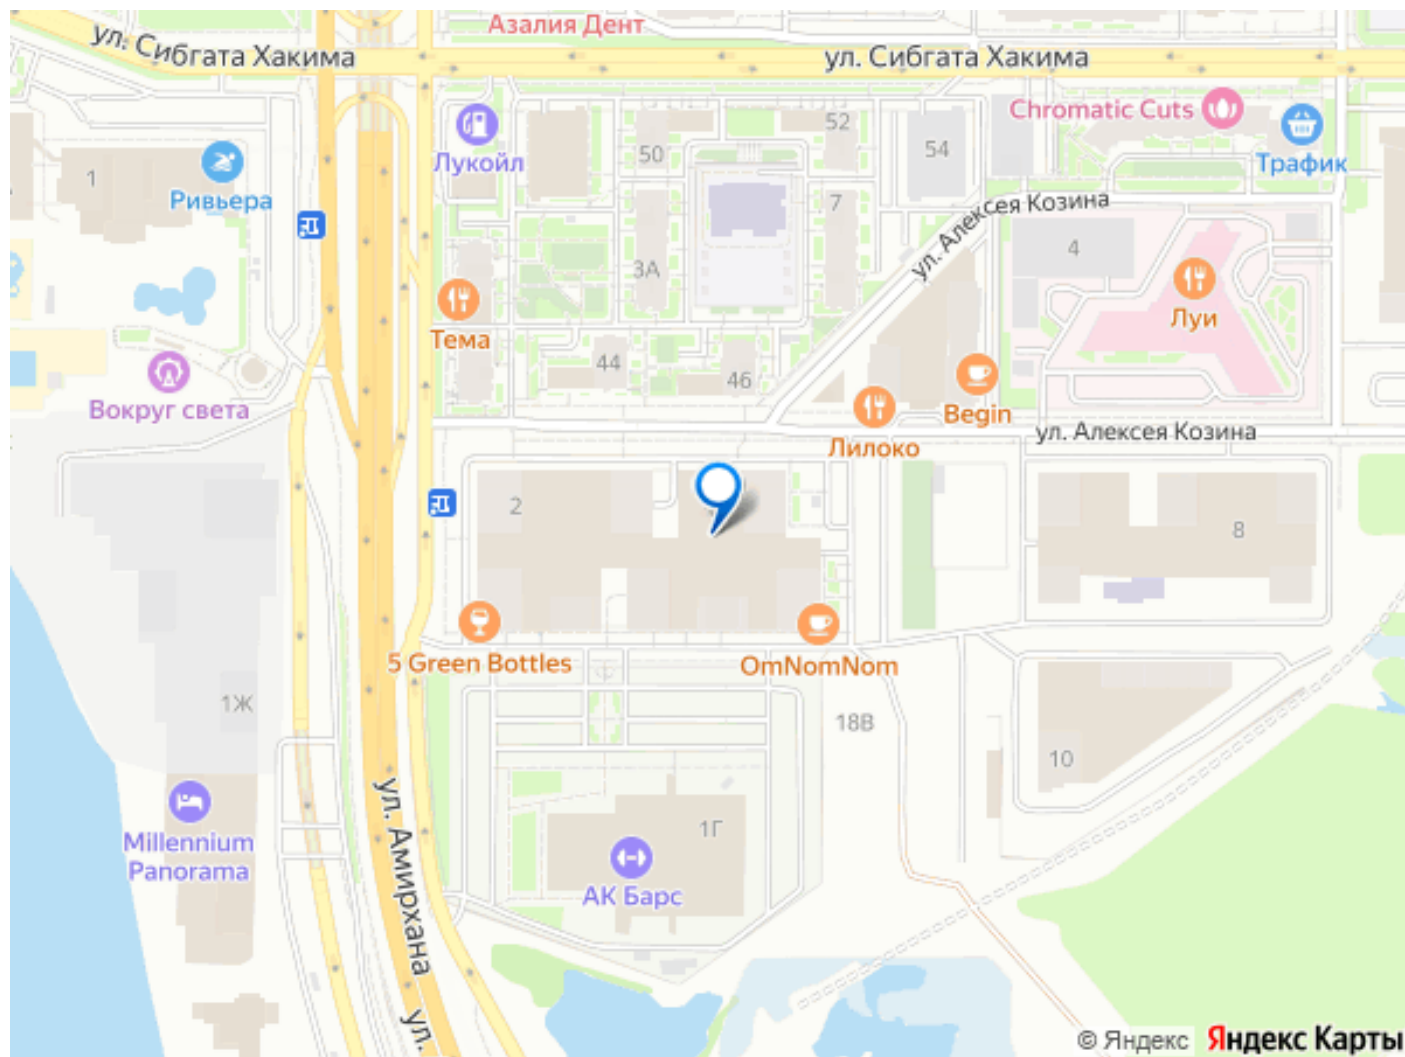 Азалия Дент
ул. Сибгата Хакима
ул. Сибгата Хакима
Chromatic Cuts
52
54
50
Лукойл
Трафик
1
Ривьера
7
ул. Алексея Козина
4
3А
Луи
Тема
44
46
Вокруг света
Begin
Лилоко
ул. Алексея Козина
2
8
5 Green Bottles
OmNomNom
1Ж
18В
10
ул. Амирхана
1Г
Millennium
Panorama
АК Барс
ул.
© Яндекс Яндекс Карты